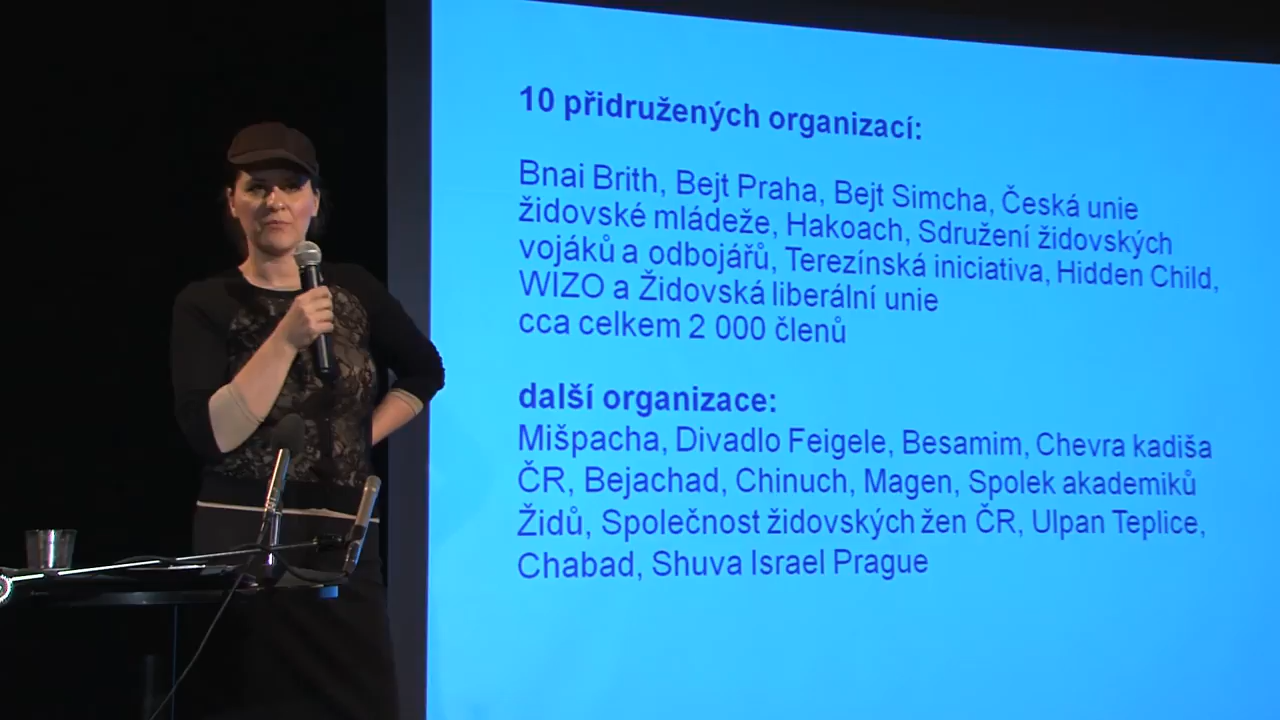 10 přidružených organizací:
Bnai Brith, Bejt Praha, Bejt Simcha, Česká unie
židovské mládeže, Hakoach, Sdružení židovských
vojáků a odbojářů, Terezínská iniciativa, Hidden Child,
WIZO a Židovská liberální unie
cca celkem 2 000 členů
další organizace:
Mišpacha, Divadlo Feigele, Besamim, Chevra kadiša
ČR, Bejachad, Chinuch, Magen, Spolek akademiků
Židů, Společnost židovských žen ČR, Ulpan Teplice,
Chabad, Shuva Israel Prague